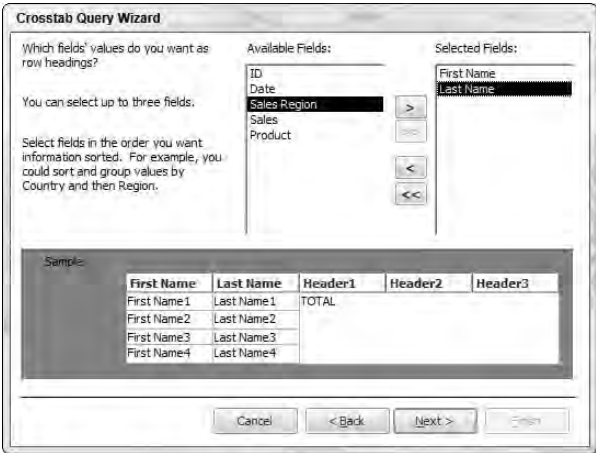 Crosstab Query Wizard
Which fields' values do you want as
row headings?
You can select up to three fields.
Select fields in the order you want
information sorted. For example, you
could sort and group values by
Country and then Region.
Available Fields:
ID
Date
Sales Region
Sales
Product
>
>>
<
<<
Selected Fields:
First Name
Last Name
Sample:
First Name Last Name Header1 Header2 Header3
First Name1 Last Name1 TOTAL
First Name2 Last Name2
First Name3 Last Name3
First Name4 Last Name4
Cancel < Back Next > Finish